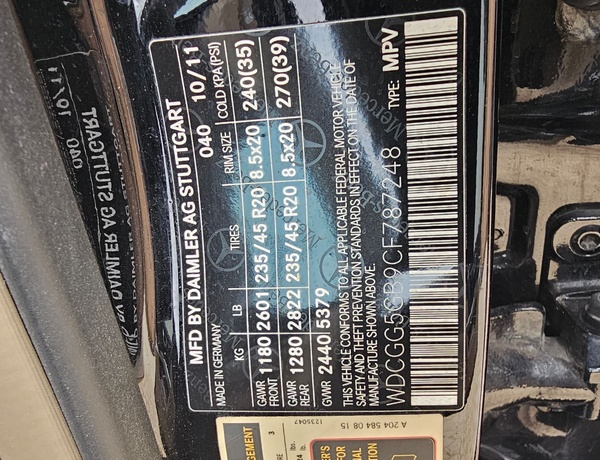 MFD BY DAIMLER AG STUTTGART
MADE IN GERMANY 040 10/11
KG LB TIRES RIM SIZE COLD KPA(PSI)
GAWR FRONT 1180 2601 235/45 R20 8.5x20 240(35)
GAWR REAR 1280 2822 235/45 R20 8.5x20 270(39)
GVWR 2440 5379
THIS VEHICLE CONFORMS TO ALL APPLICABLE FEDERAL MOTOR VEHICLE
SAFETY AND THEFT PREVENTION STANDARDS IN EFFECT ON THE DATE OF
MANUFACTURE SHOWN ABOVE.
WDCGG5GB9CF787248 TYPE: MPV
A 204 584 08 15
1235047